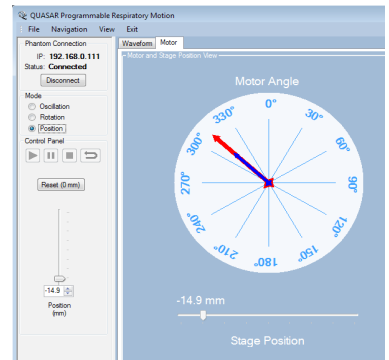 QUASAR Programmable Respiratory Motion
File Navigation View Exit
Phantom Connection
IP: 192.168.0.111
Status: Connected
Disconnect
Mode
Oscillation
Rotation
Position
Control Panel
Reset (0 mm)
-14.9
Position
(mm)
Waveform Motor
Motor and Stage Position View
Motor Angle
0°
30°
60°
90°
120°
150°
180°
210°
240°
270°
300°
330°
-14.9 mm
Stage Position